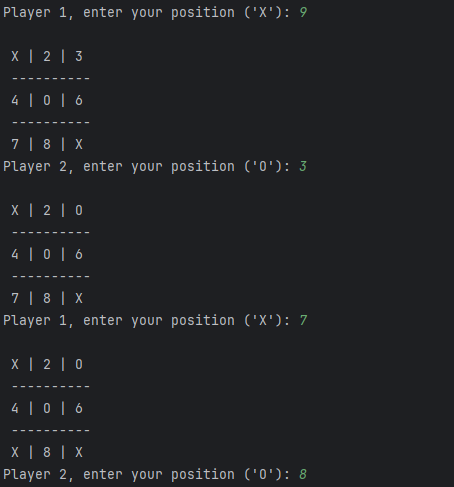 Player 1, enter your position ('X'): 9
X | 2 | 3
----------
4 | O | 6
----------
7 | 8 | X
Player 2, enter your position ('O'): 3
X | 2 | O
----------
4 | O | 6
----------
7 | 8 | X
Player 1, enter your position ('X'): 7
X | 2 | O
----------
4 | O | 6
----------
X | 8 | X
Player 2, enter your position ('O'): 8